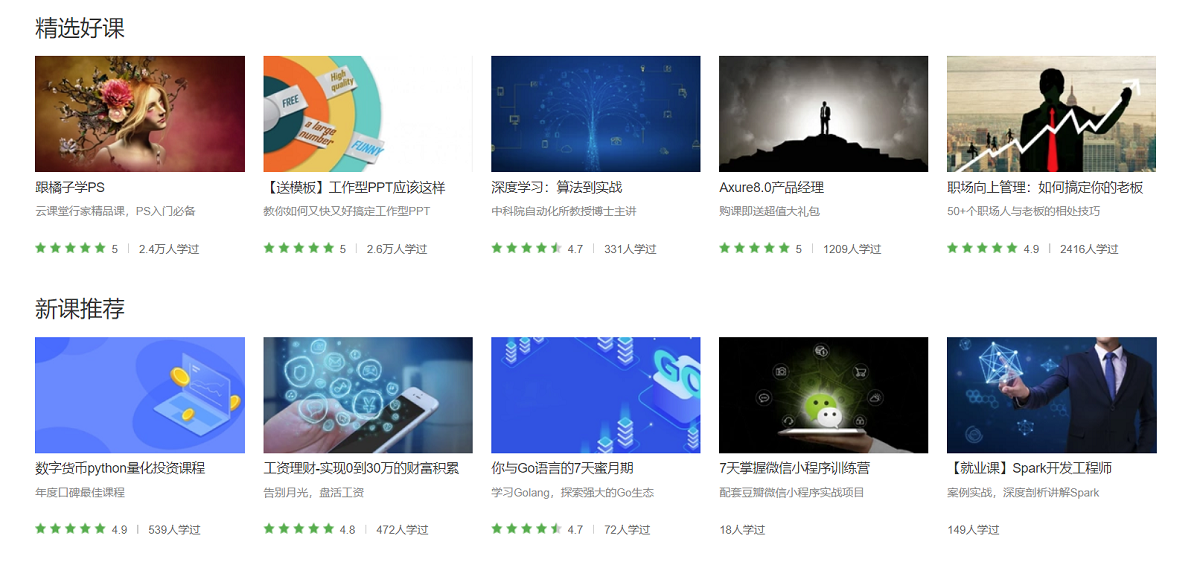 精选好课
High quality
FREE
a large number
FUNNY
跟橘子学PS
云课堂行家精品课，PS入门必备
5 | 2.4万人学过
【送模板】工作型PPT应该这样
教你如何又快又好搞定工作型PPT
5 | 2.6万人学过
深度学习：算法到实战
中科院自动化所教授博士主讲
4.7 | 331人学过
Axure8.0产品经理
购课即送超值大礼包
5 | 1209人学过
职场向上管理：如何搞定你的老板
50+个职场人与老板的相处技巧
4.9 | 2416人学过
新课推荐
GO
数字货币python量化投资课程
年度口碑最佳课程
4.9 | 539人学过
工资理财-实现0到30万的财富积累
告别月光，盘活工资
4.8 | 472人学过
你与Go语言的7天蜜月期
学习Golang，探索强大的Go生态
4.7 | 72人学过
7天掌握微信小程序训练营
配套豆瓣微信小程序实战项目
18人学过
【就业课】Spark开发工程师
案例实战，深度剖析讲解Spark
149人学过